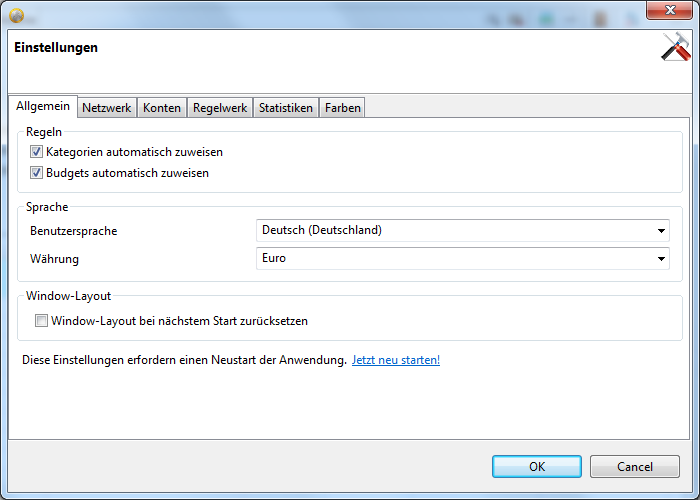 Einstellungen
Allgemein Netzwerk Konten Regelwerk Statistiken Farben
Regeln
Kategorien automatisch zuweisen
Budgets automatisch zuweisen
Sprache
Benutzersprache Deutsch (Deutschland)
Währung Euro
Window-Layout
Window-Layout bei nächstem Start zurücksetzen
Diese Einstellungen erfordern einen Neustart der Anwendung. Jetzt neu starten!
OK Cancel